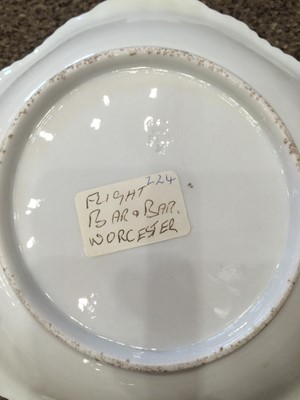 FLIGHT 224
BAR & BAR.
WORCESTER